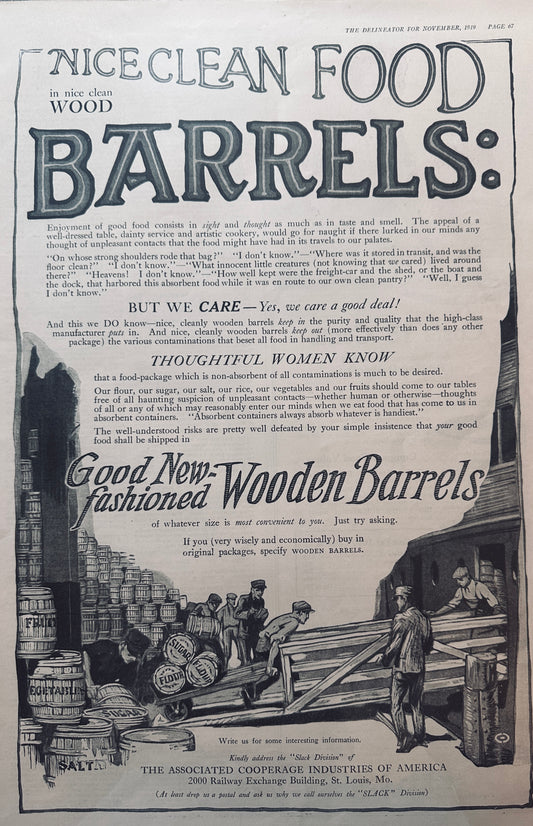 THE DELINEATOR FOR NOVEMBER, 1919 PAGE 67
NICE CLEAN FOOD
in nice clean
WOOD
BARRELS:
Enjoyment of good food consists in sight and thought as much as in taste and smell. The appeal of a
well-dressed table, dainty service and artistic cookery, would go for naught if there lurked in our minds any
thought of unpleasant contacts that the food might have had in its travels to our palates.
"On whose strong shoulders rode that bag?" "I don't know."—"Where was it stored in transit, and was the
floor clean?" "I don't know."—"What innocent little creatures (not knowing that we cared) lived around
there?" "Heavens! I don't know."—"How well kept were the freight-car and the shed, or the boat and
the dock, that harbored this absorbent food while it was en route to our own clean pantry?" "Well, I guess
I don't know."
BUT WE CARE—Yes, we care a good deal!
And this we DO know—nice, cleanly wooden barrels keep in the purity and quality that the high-class
manufacturer puts in. And nice, cleanly wooden barrels keep out (more effectively than does any other
package) the various contaminations that beset all food in handling and transport.
THOUGHTFUL WOMEN KNOW
that a food-package which is non-absorbent of all contaminations is much to be desired.
Our flour, our sugar, our salt, our rice, our vegetables and our fruits should come to our tables
free of all haunting suspicion of unpleasant contacts—whether human or otherwise—thoughts
of all or any of which may reasonably enter our minds when we eat food that has come to us in
absorbent containers. "Absorbent containers always absorb whatever is handiest."
The well-understood risks are pretty well defeated by your simple insistence that your good
food shall be shipped in
Good New-
fashioned Wooden Barrels
of whatever size is most convenient to you. Just try asking.
If you (very wisely and economically) buy in
original packages, specify WOODEN BARRELS.
FRUIT
VEGETABLES
SUGAR
SALT
SUGAR
FLOUR
FLOUR
Write us for some interesting information.
Kindly address the "Slack Division" of
THE ASSOCIATED COOPERAGE INDUSTRIES OF AMERICA
2000 Railway Exchange Building, St. Louis, Mo.
(At least drop us a postal and ask us why we call ourselves the "SLACK" Division)